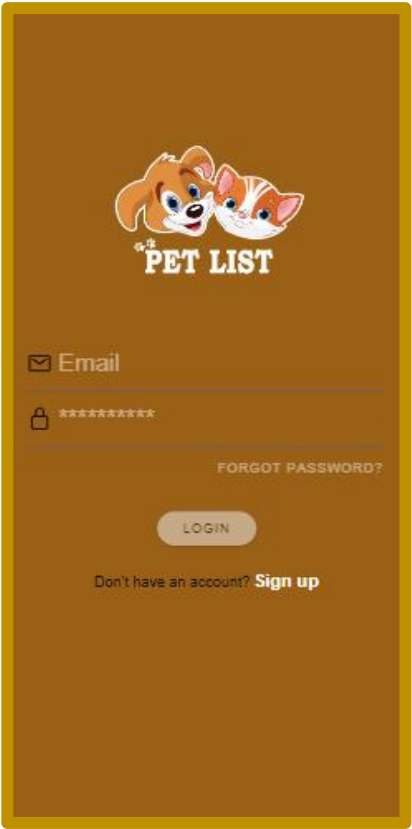 PET LIST
Email
**********
FORGOT PASSWORD?
LOGIN
Don't have an account? Sign up